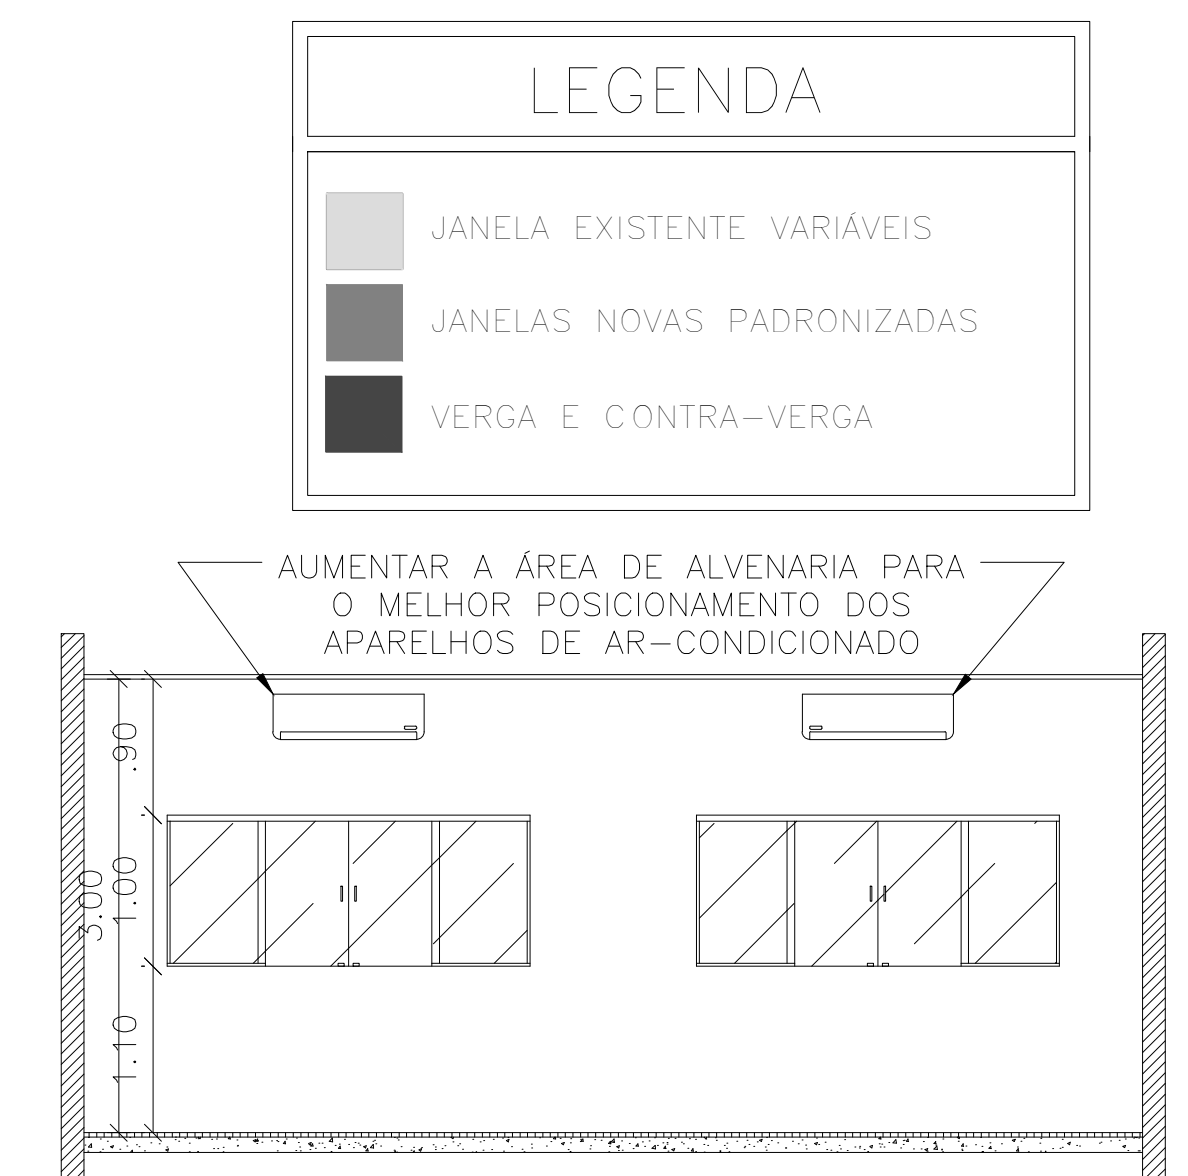 LEGENDA
JANELA EXISTENTE VARIÁVEIS
JANELAS NOVAS PADRONIZADAS
VERGA E CONTRA-VERGA
AUMENTAR A ÁREA DE ALVENARIA PARA
O MELHOR POSICIONAMENTO DOS
APARELHOS DE AR-CONDICIONADO
.90
3.00
1.00
1.10